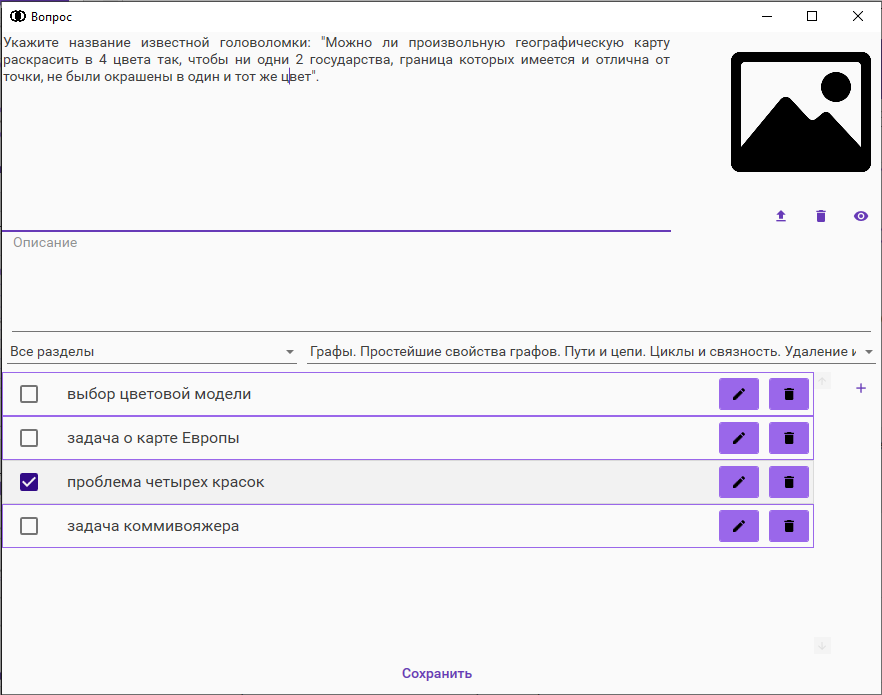 Вопрос
Укажите название известной головоломки: "Можно ли произвольную географическую карту
раскрасить в 4 цвета так, чтобы ни одни 2 государства, граница которых имеется и отлична от
точки, не были окрашены в один и тот же цвет".
Описание
Все разделы
Графы. Простейшие свойства графов. Пути и цепи. Циклы и связность. Удаление и
выбор цветовой модели
задача о карте Европы
проблема четырех красок
задача коммивояжера
Сохранить